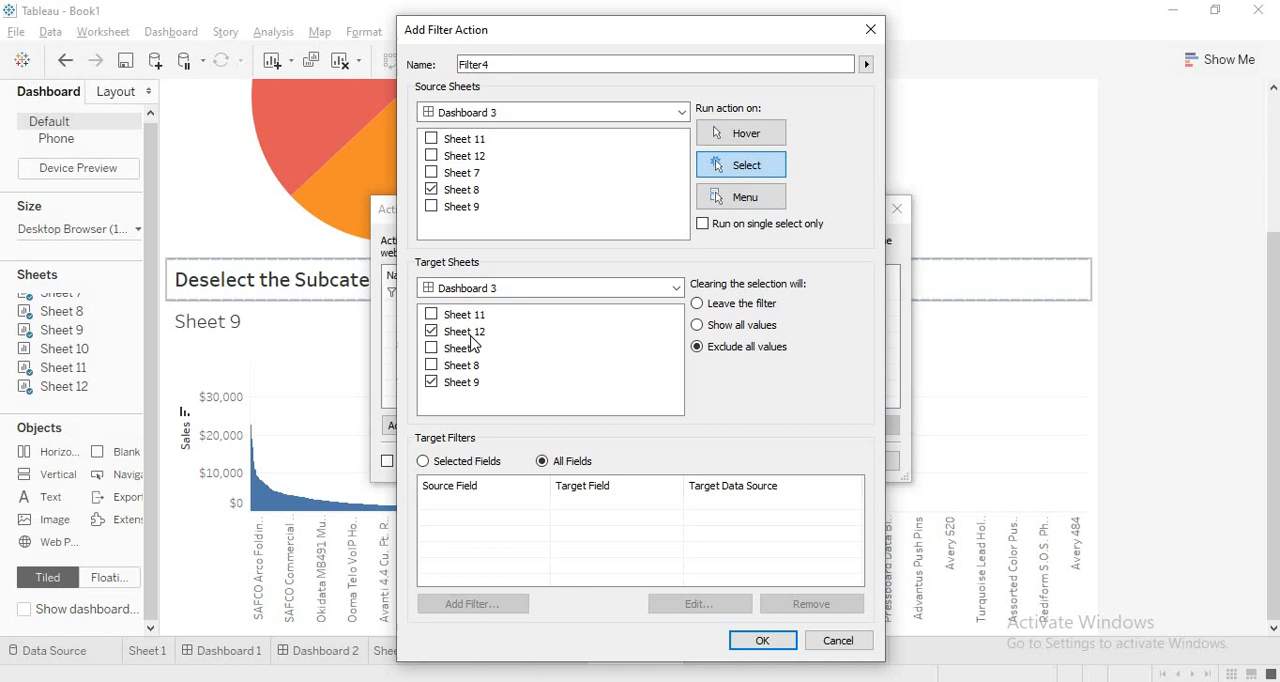 Tableau - Book1
File Data Worksheet Dashboard Story Analysis Map Format
Show Me
Dashboard Layout
Default
Phone
Device Preview
Size
Desktop Browser (1...
Sheets
Sheet 8
Sheet 9
Sheet 10
Sheet 11
Sheet 12
Objects
Horizo... Blank
Vertical
Text
Image
Web P...
Tiled Floati...
Show dashboard...
Deselect the Subcate
Sheet 9
Sales
$30,000
$20,000
$10,000
$0
SAFCO Arco Foldin..
SAFCO Commercial ..
Okidata MB491 Mu..
Ooma Telo VoIP Ho..
Avanti 4.4 Cu. Ft. R..
Advantus Push Pins
Avery 520
Turquoise Lead Hol..
Assorted Color Pus..
Rediform S.O.S. Ph..
Avery 484
Add Filter Action
Name: Filter4
Source Sheets
Dashboard 3
Sheet 11
Sheet 12
Sheet 7
Sheet 8
Sheet 9
Run action on:
Hover
Select
Menu
Run on single select only
Target Sheets
Dashboard 3
Sheet 11
Sheet 12
Sheet 8
Sheet 9
Clearing the selection will:
Leave the filter
Show all values
Exclude all values
Target Filters
Selected Fields All Fields
Source Field Target Field Target Data Source
Add Filter... Edit... Remove
OK Cancel
Activate Windows
Go to Settings to activate Windows.
Data Source Sheet 1 Dashboard 1 Dashboard 2